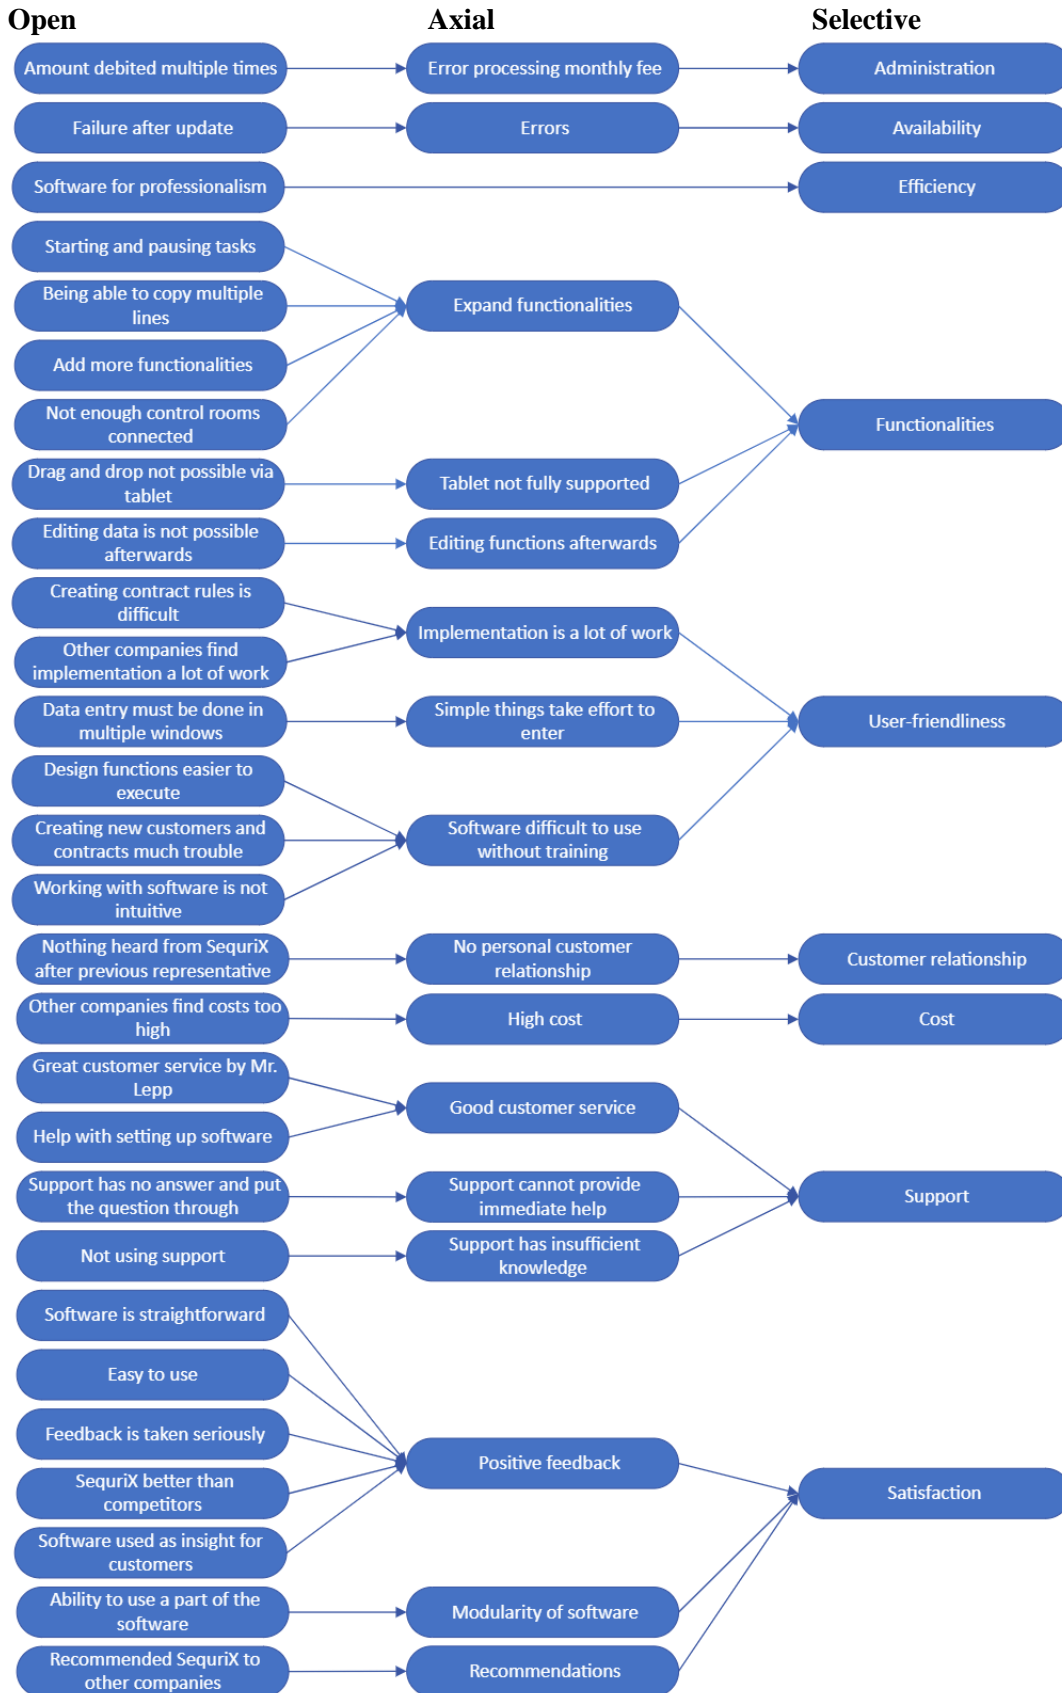 Open Axial Selective
Amount debited multiple times
Error processing monthly fee
Administration
Failure after update
Errors
Availability
Software for professionalism
Efficiency
Starting and pausing tasks
Being able to copy multiple
lines
Expand functionalities
Add more functionalities
Not enough control rooms
connected
Functionalities
Drag and drop not possible via
tablet
Tablet not fully supported
Editing data is not possible
afterwards
Editing functions afterwards
Creating contract rules is
difficult
Implementation is a lot of work
Other companies find
implementation a lot of work
Data entry must be done in
multiple windows
Simple things take effort to
enter
User-friendliness
Design functions easier to
execute
Creating new customers and
contracts much trouble
Software difficult to use
without training
Working with software is not
intuitive
Nothing heard from SequriX
after previous representative
No personal customer
relationship
Customer relationship
Other companies find costs too
high
High cost
Cost
Great customer service by Mr.
Lepp
Good customer service
Help with setting up software
Support has no answer and put
the question through
Support cannot provide
immediate help
Support
Not using support
Support has insufficient
knowledge
Software is straightforward
Easy to use
Feedback is taken seriously
Positive feedback
SequriX better than
competitors
Satisfaction
Software used as insight for
customers
Ability to use a part of the
software
Modularity of software
Recommended SequriX to
other companies
Recommendations